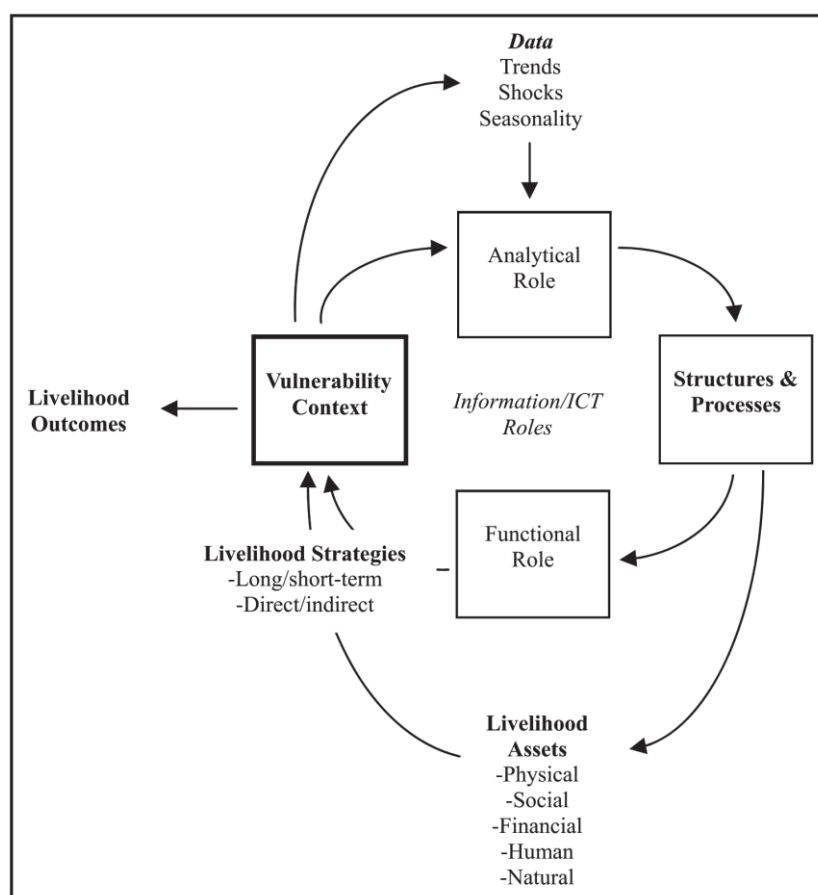 Data
Trends
Shocks
Seasonality
Analytical
Role
Livelihood
Outcomes
Vulnerability
Context
Information/ICT
Roles
Structures &
Processes
Livelihood Strategies
-Long/short-term
-Direct/indirect
Functional
Role
Livelihood
Assets
-Physical
-Social
-Financial
-Human
-Natural